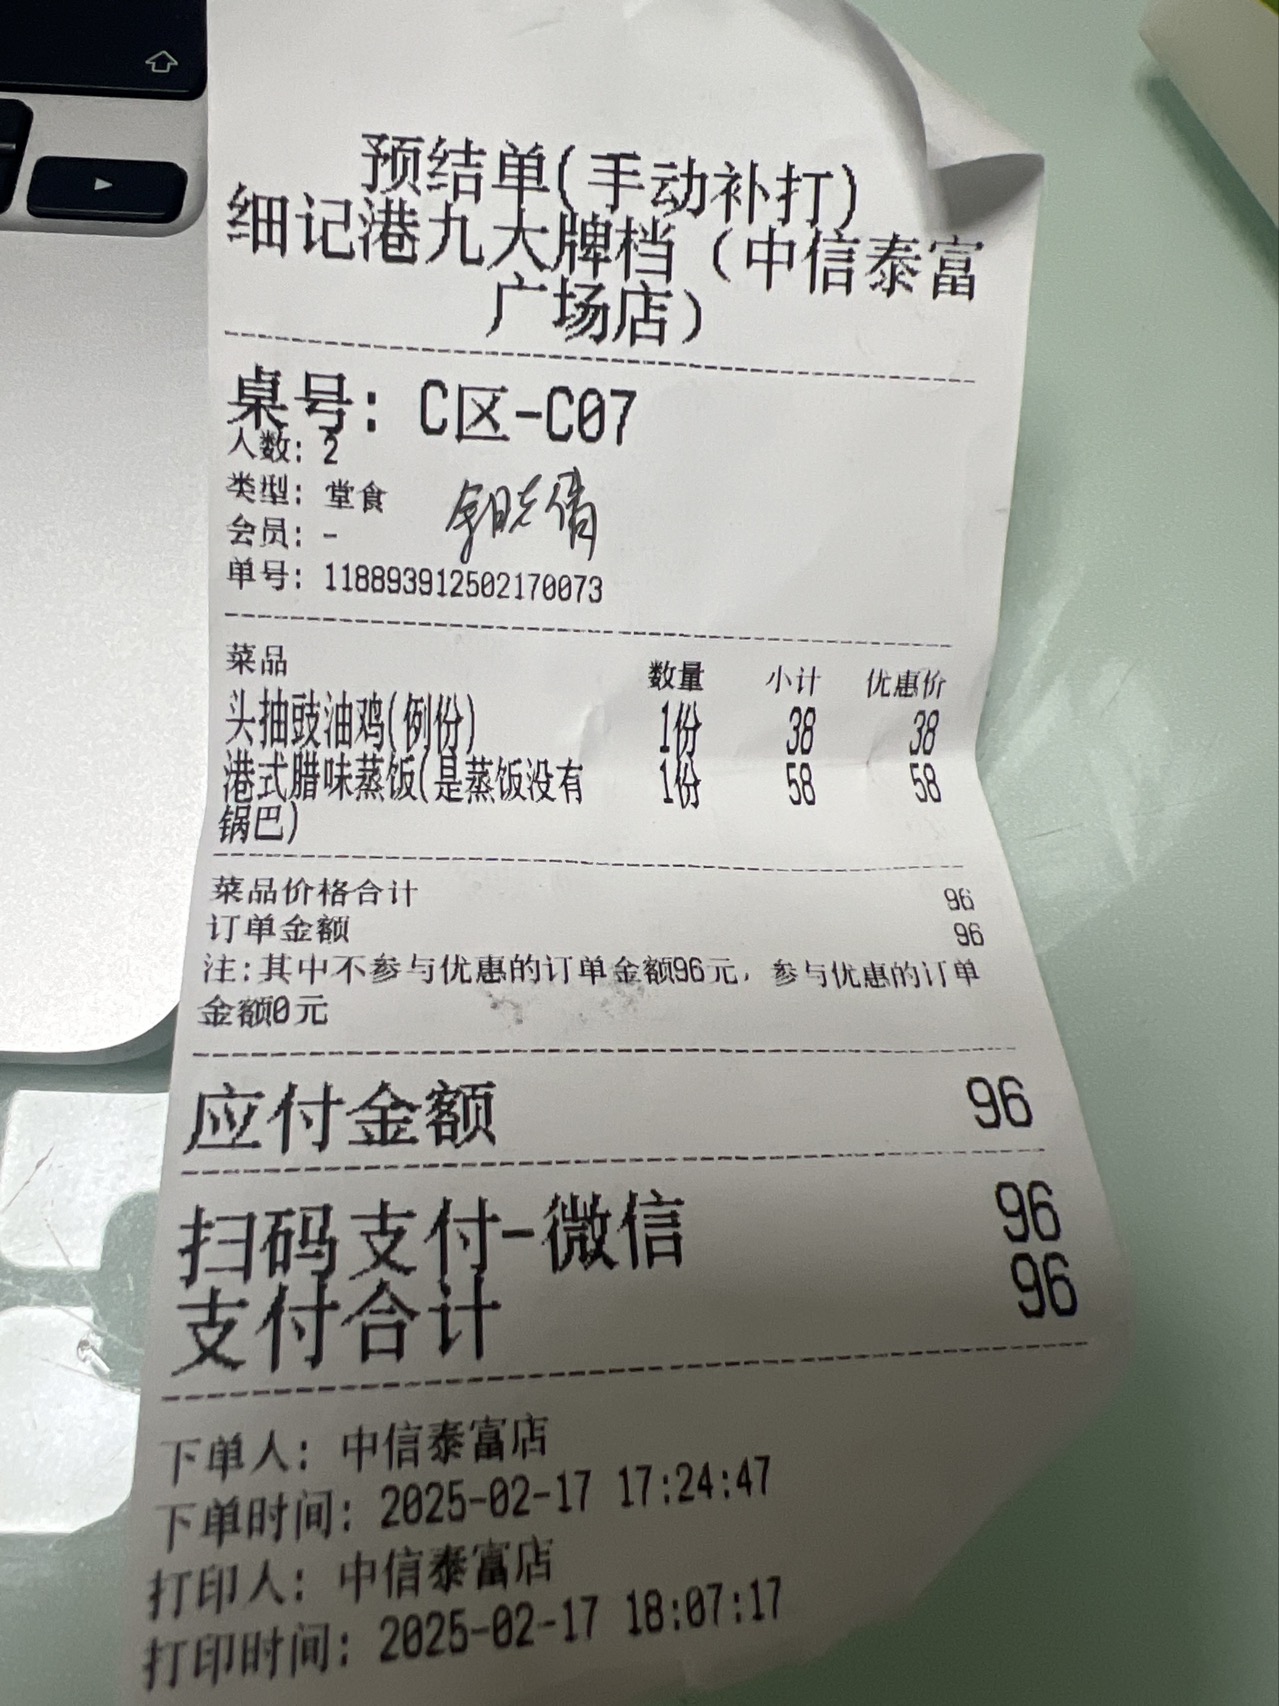 预结单(手动补打)
细记港九大牌档（中信泰富
广场店）
桌号: C区-C07
人数: 2
类型: 堂食
会员: -
单号: 118893912502170073
菜品 数量 小计 优惠价
头抽豉油鸡(例份) 1份 38 38
港式腊味蒸饭(是蒸饭没有 1份 58 58
锅巴)
菜品价格合计 96
订单金额 96
注:其中不参与优惠的订单金额96元, 参与优惠的订单
金额0元
应付金额 96
扫码支付-微信 96
支付合计 96
下单人: 中信泰富店
下单时间: 2025-02-17 17:24:47
打印人: 中信泰富店
打印时间: 2025-02-17 18:07:17